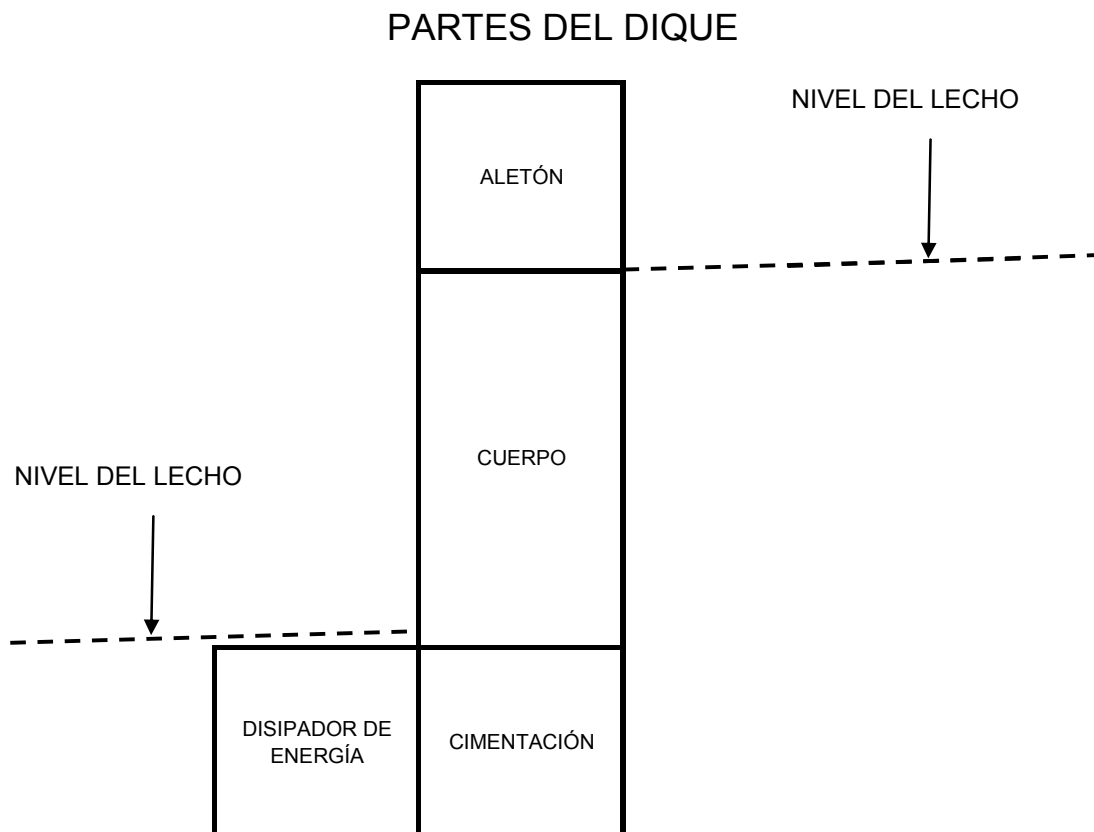 PARTES DEL DIQUE
NIVEL DEL LECHO
ALETÓN
CUERPO
NIVEL DEL LECHO
DISIPADOR DE
ENERGÍA
CIMENTACIÓN